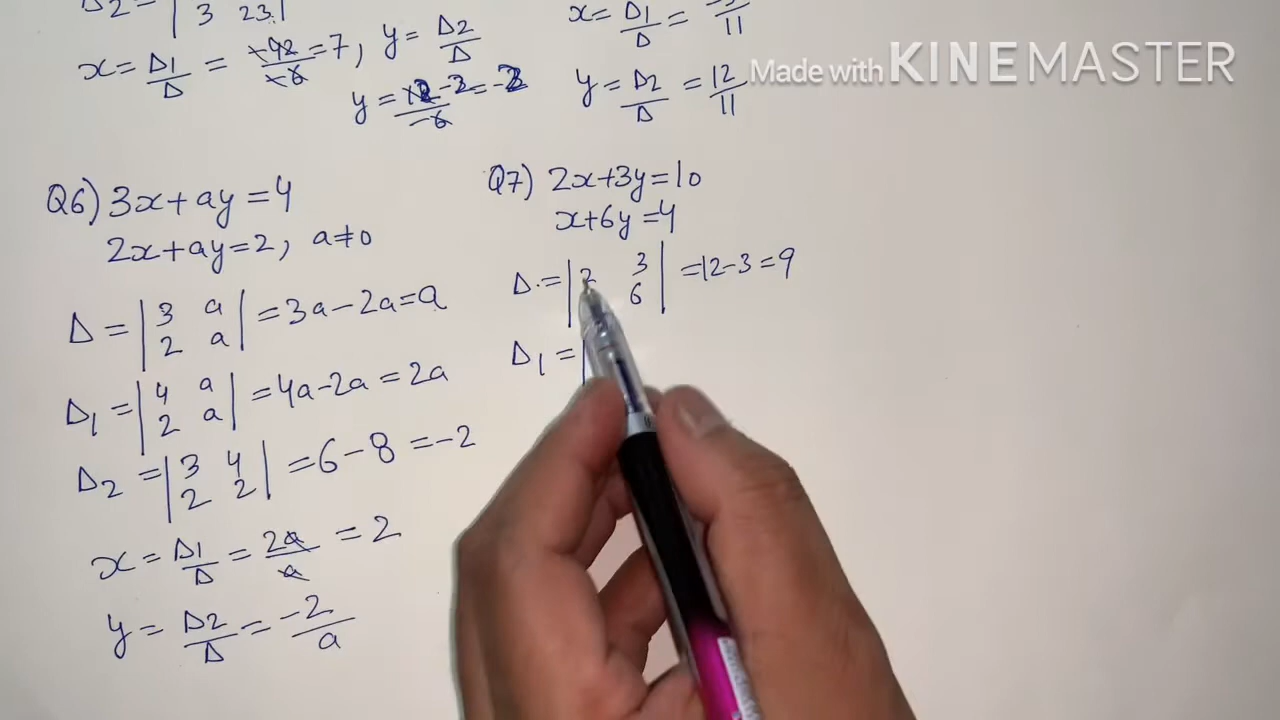 Δ2 = | 3 23 |
x = Δ1/Δ = -42/-6 = 7, y = Δ2/Δ
y = -2/-6 = -2
x = Δ1/Δ = /11
y = Δ2/Δ = 12/11
Made with KINEMASTER
Q6) 3x + ay = 4
2x + ay = 2, a ≠ 0
Δ = | 3 a |
| 2 a | = 3a - 2a = a
Δ1 = | 4 a |
| 2 a | = 4a - 2a = 2a
Δ2 = | 3 4 |
| 2 2 | = 6 - 8 = -2
x = Δ1/Δ = 2a/a = 2
y = Δ2/Δ = -2/a
Q7) 2x + 3y = 10
x + 6y = 4
Δ = | 2 3 |
| 6 | = 12 - 3 = 9
Δ1 = |